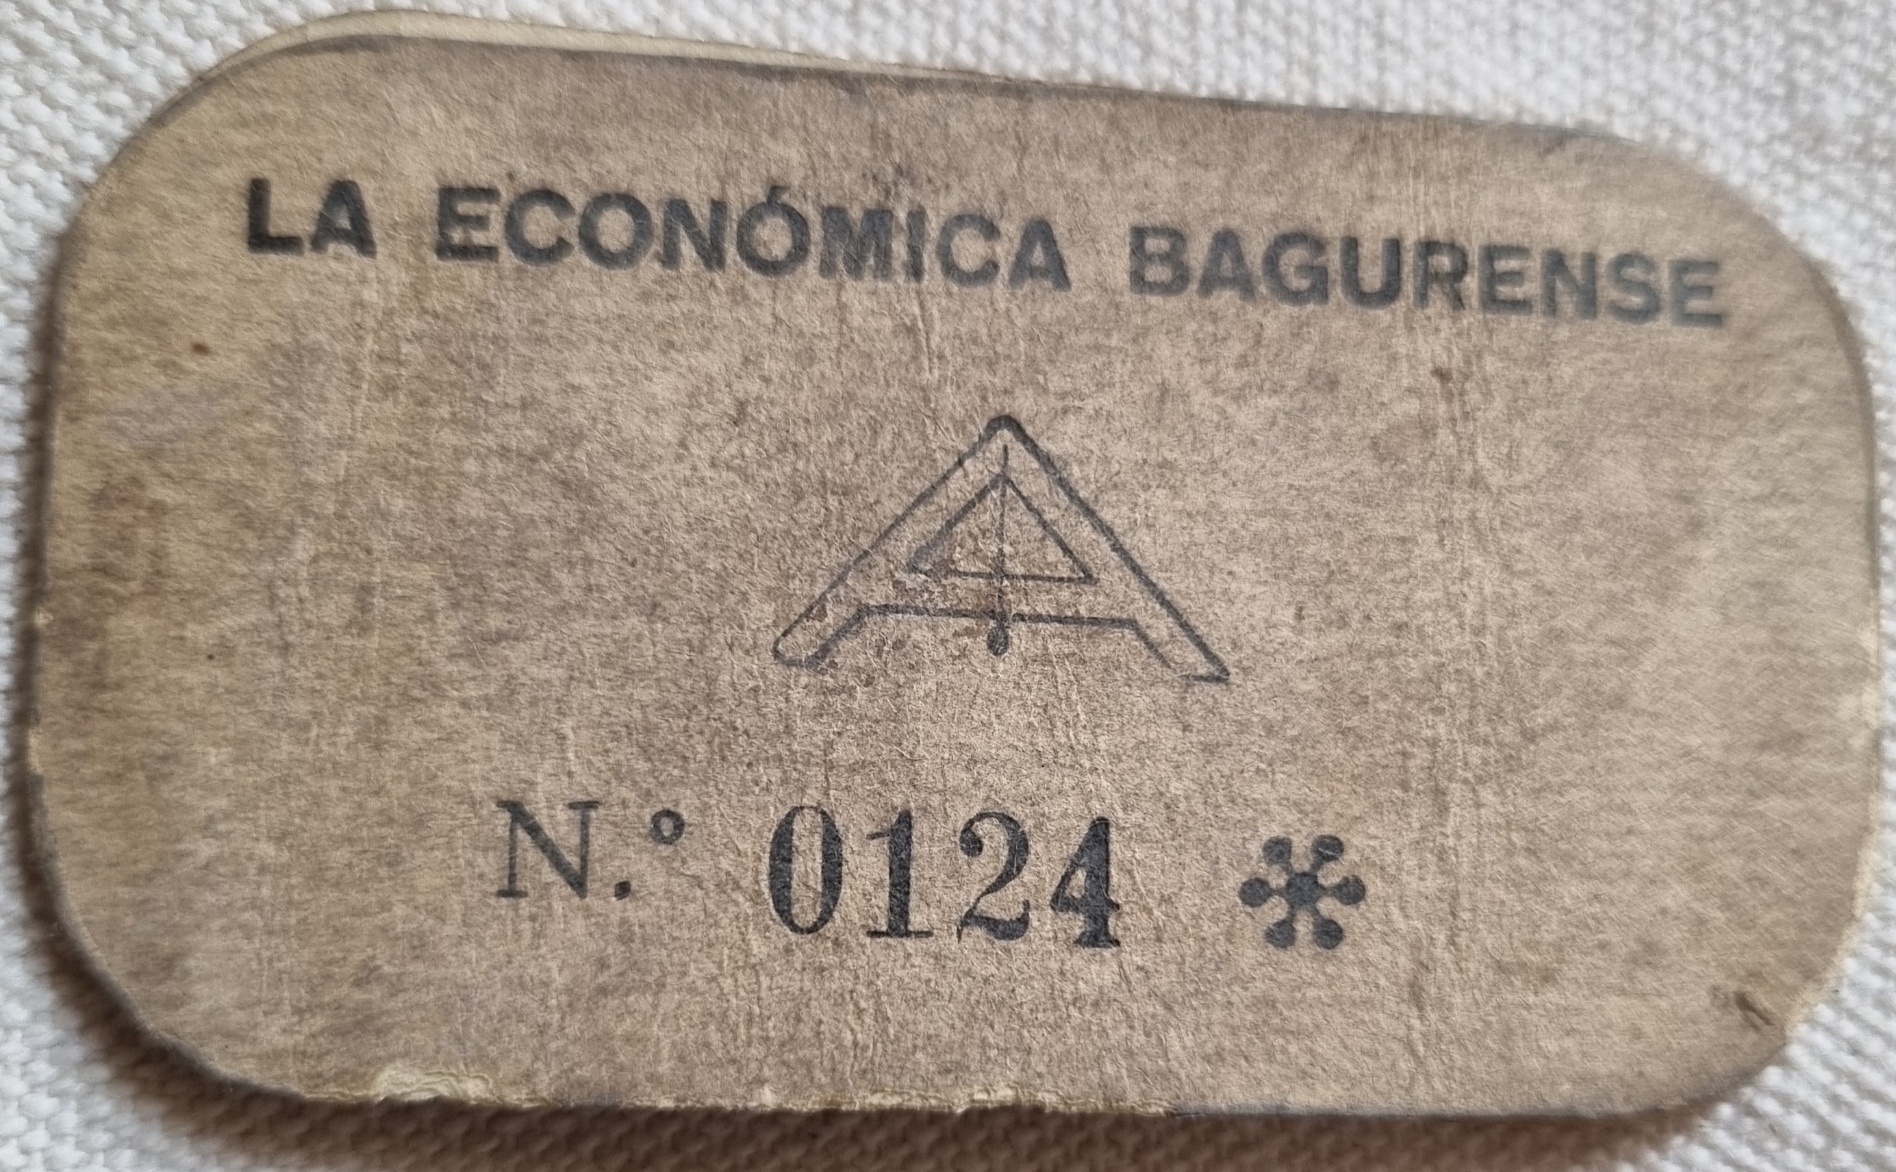 LA ECONÓMICA BAGURENSE
N.º 0124 *